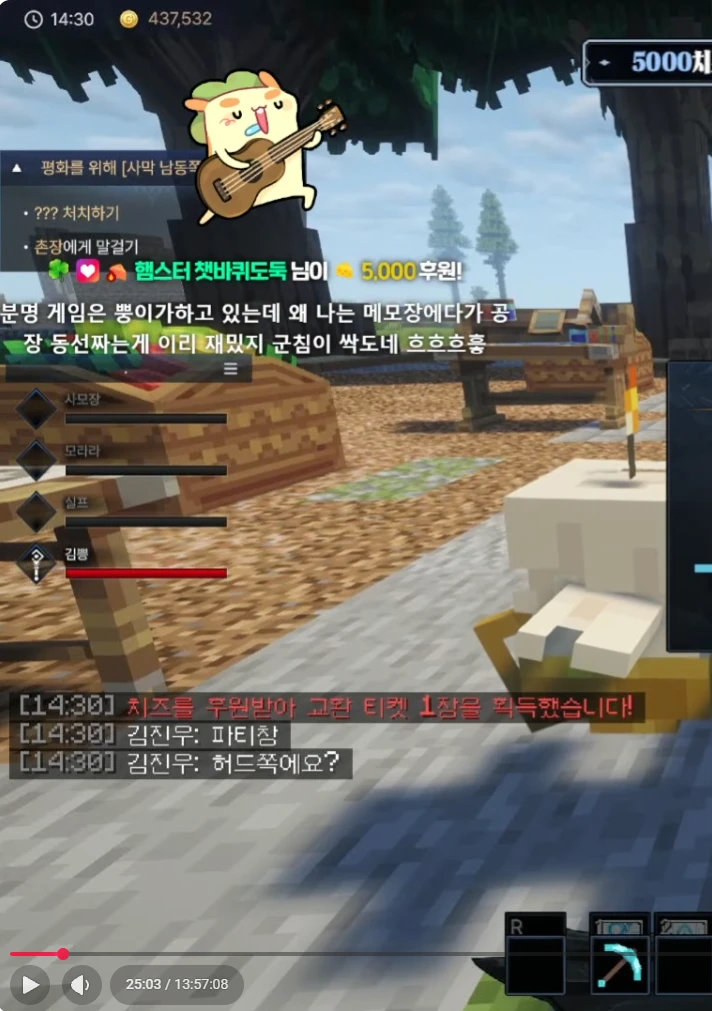 14:30 437,532
5000치
평화를 위해 [사막 남동쪽
• ??? 처치하기
• 촌장에게 말걸기
햄스터 쳇바퀴도둑 님이 5,000 후원!
분명 게임은 뿡이가하고 있는데 왜 나는 메모장에다가 공
장 동선짜는게 이리 재밌지 군침이 싹도네 흐흐흐흫
사모장
모라라
실프
김뿡
[14:30] 치즈를 후원받아 교환 티켓 1장을 획득했습니다!
[14:30] 김진우: 파티창
[14:30] 김진우: 허드쪽에요?
R 1 2
25:03 / 13:57:08